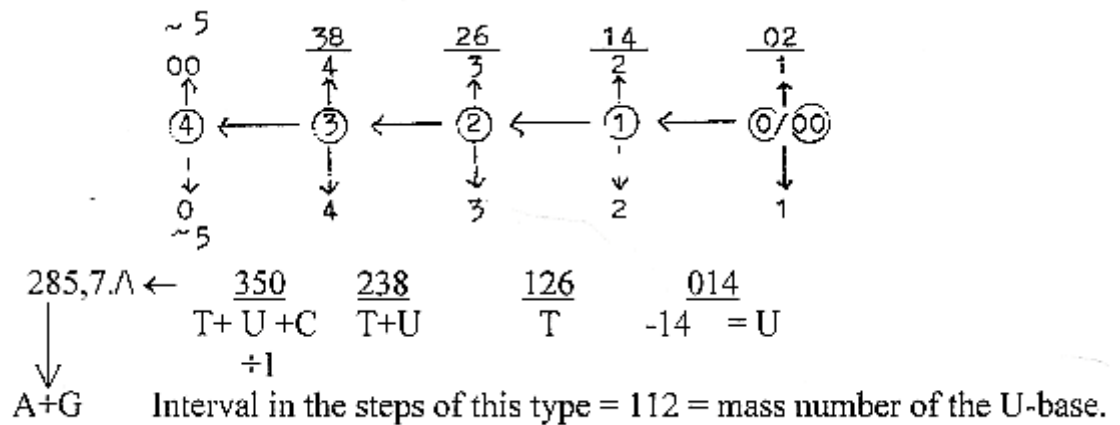 ~ 5
00 38 26 14 02
4 3 2 1
④ ← ③ ← ② ← ① ← ⓪/㊉
0 4 3 2 1
~ 5
285,7./\ ← 350 238 126 014
T+ U +C T+U T -14 = U
÷1
A+G Interval in the steps of this type = 112 = mass number of the U-base.